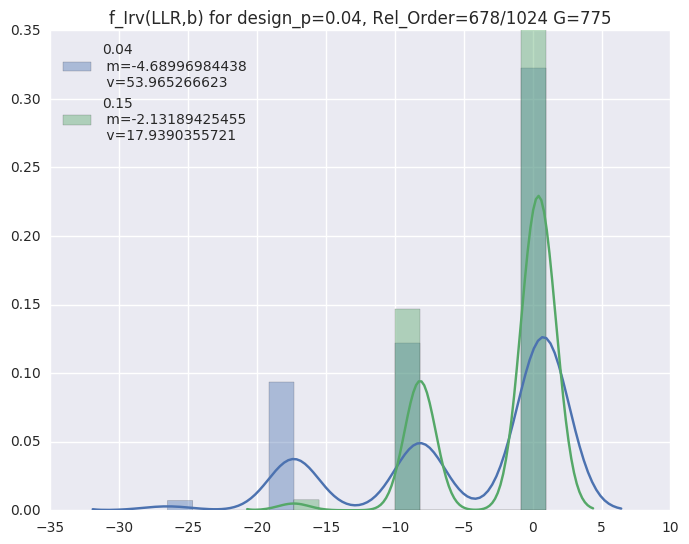 f_Irv(LLR,b) for design_p=0.04, Rel_Order=678/1024 G=775
0.04
m=-4.68996984438
v=53.965266623
0.15
m=-2.13189425455
v=17.9390355721
0.35
0.30
0.25
0.20
0.15
0.10
0.05
0.00
−35 −30 −25 −20 −15 −10 −5 0 5 10